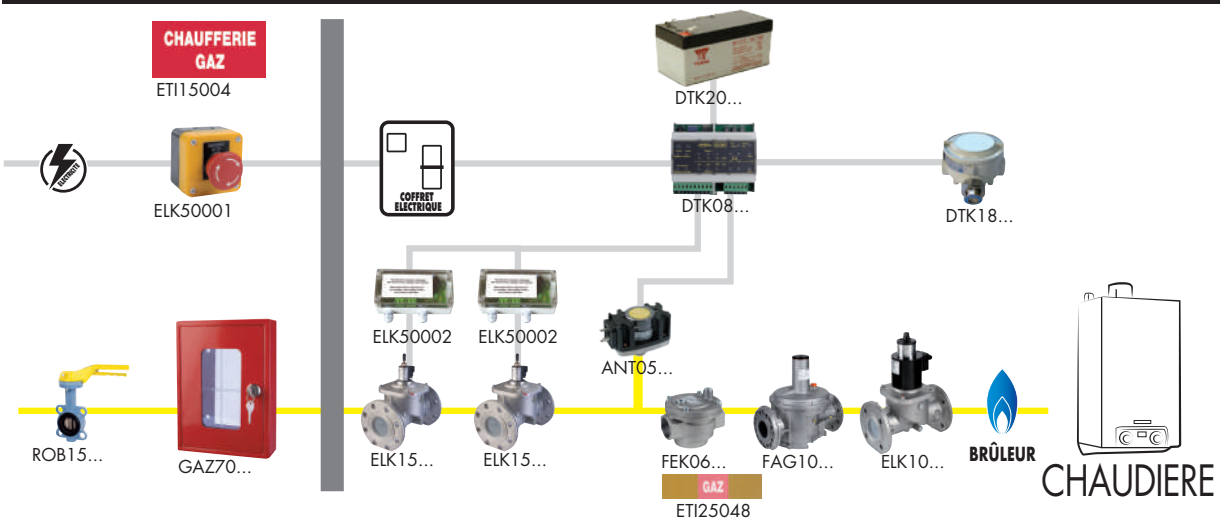 CHAUFFERIE
GAZ
ETI15004
DTK20...
ELECTRICITE
ELK50001
COFFRET
ELECTRIQUE
DTK08...
DTK18...
ELK50002
ELK50002
ANT05...
ROB15...
GAZ70...
ELK15...
ELK15...
FEK06...
FAG10...
ELK10...
BRÛLEUR
CHAUDIERE
GAZ
ETI25048